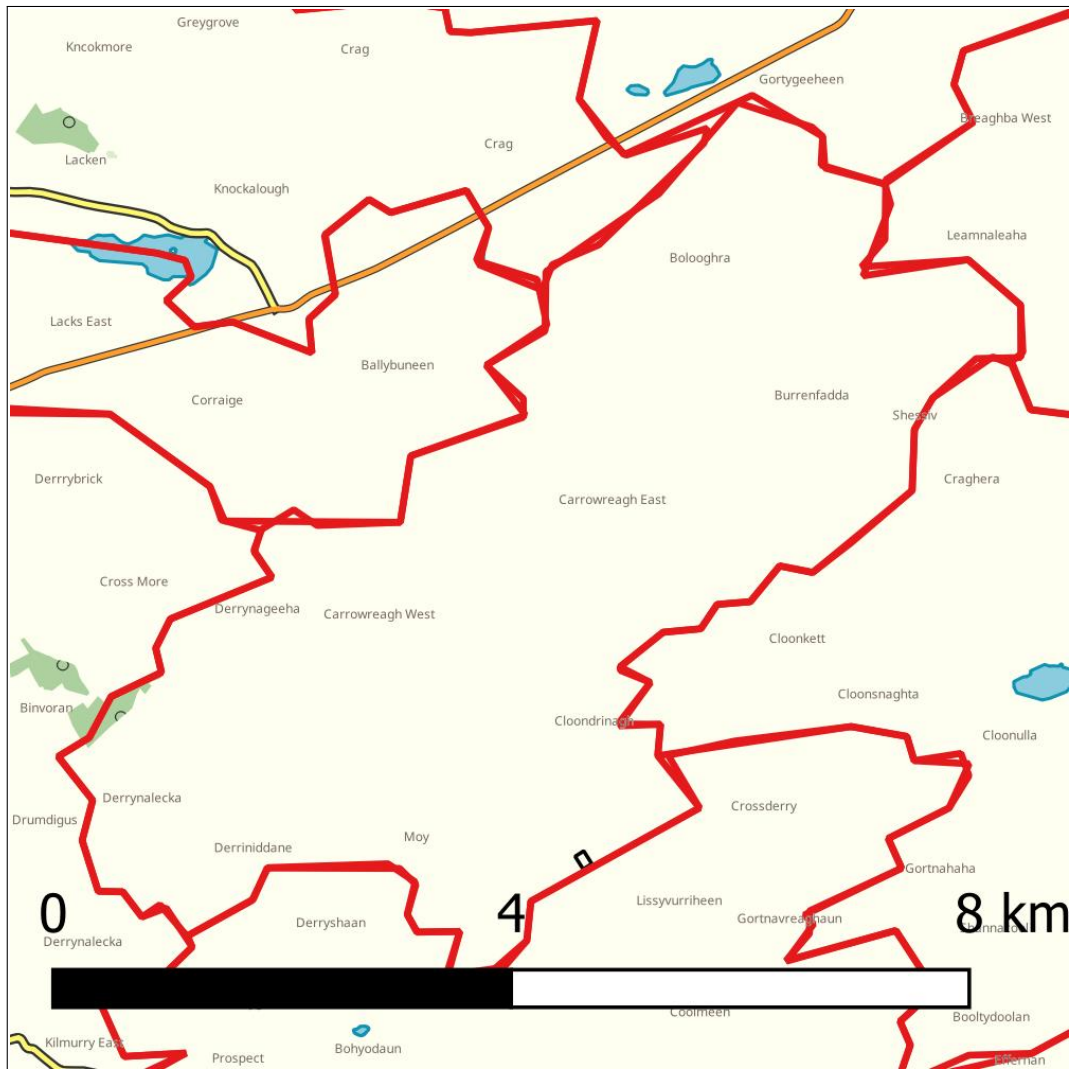 Greygrove
Kncokmore
Crag
Gortygeeheen
Breaghba West
Crag
Lacken
Knockalough
Leamnaleaha
Bolooghra
Lacks East
Ballybuneen
Burrenfadda
Corraige
Shessiv
Derrrybrick
Craghera
Carrowreagh East
Cross More
Derrynageeha
Carrowreagh West
Cloonkett
Cloonsnaghta
Binvoran
Cloondrinagh
Cloonulla
Derrynalecka
Crossderry
Drumdigus
Moy
Derriniddane
Gortnahaha
Lissyvurriheen
0 4 8 km
Gortnavreaghaun
Derryshaan
Derrynalecka
Coolmeen
Booltydoolan
Kilmurry East
Bohyodaun
Prospect
Effernan